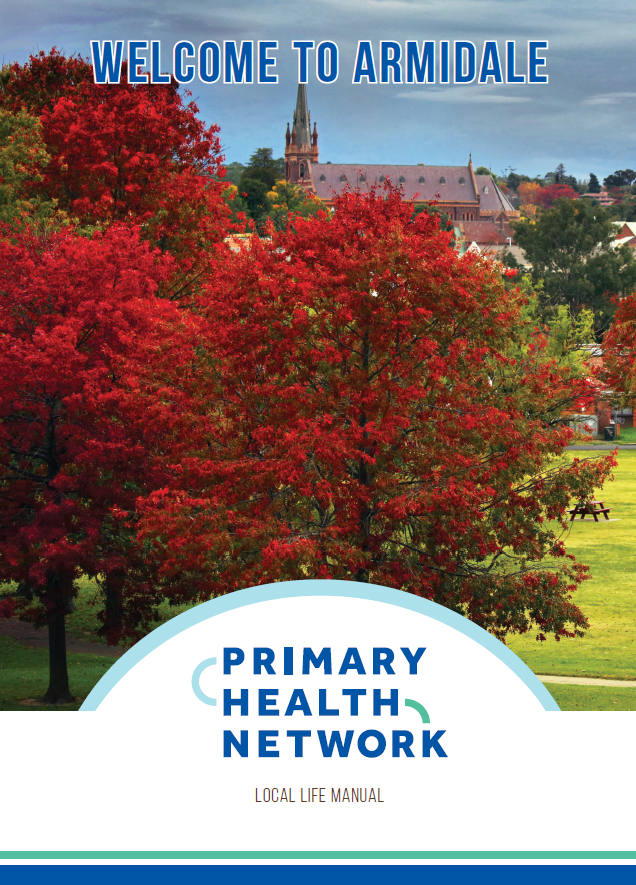 WELCOME TO ARMIDALE
PRIMARY
HEALTH
NETWORK
LOCAL LIFE MANUAL